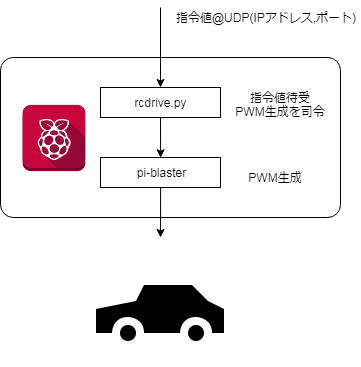 指令値@UDP(IPアドレス,ポート)
rcdrive.py
指令値待受
PWM生成を司令
pi-blaster
PWM生成